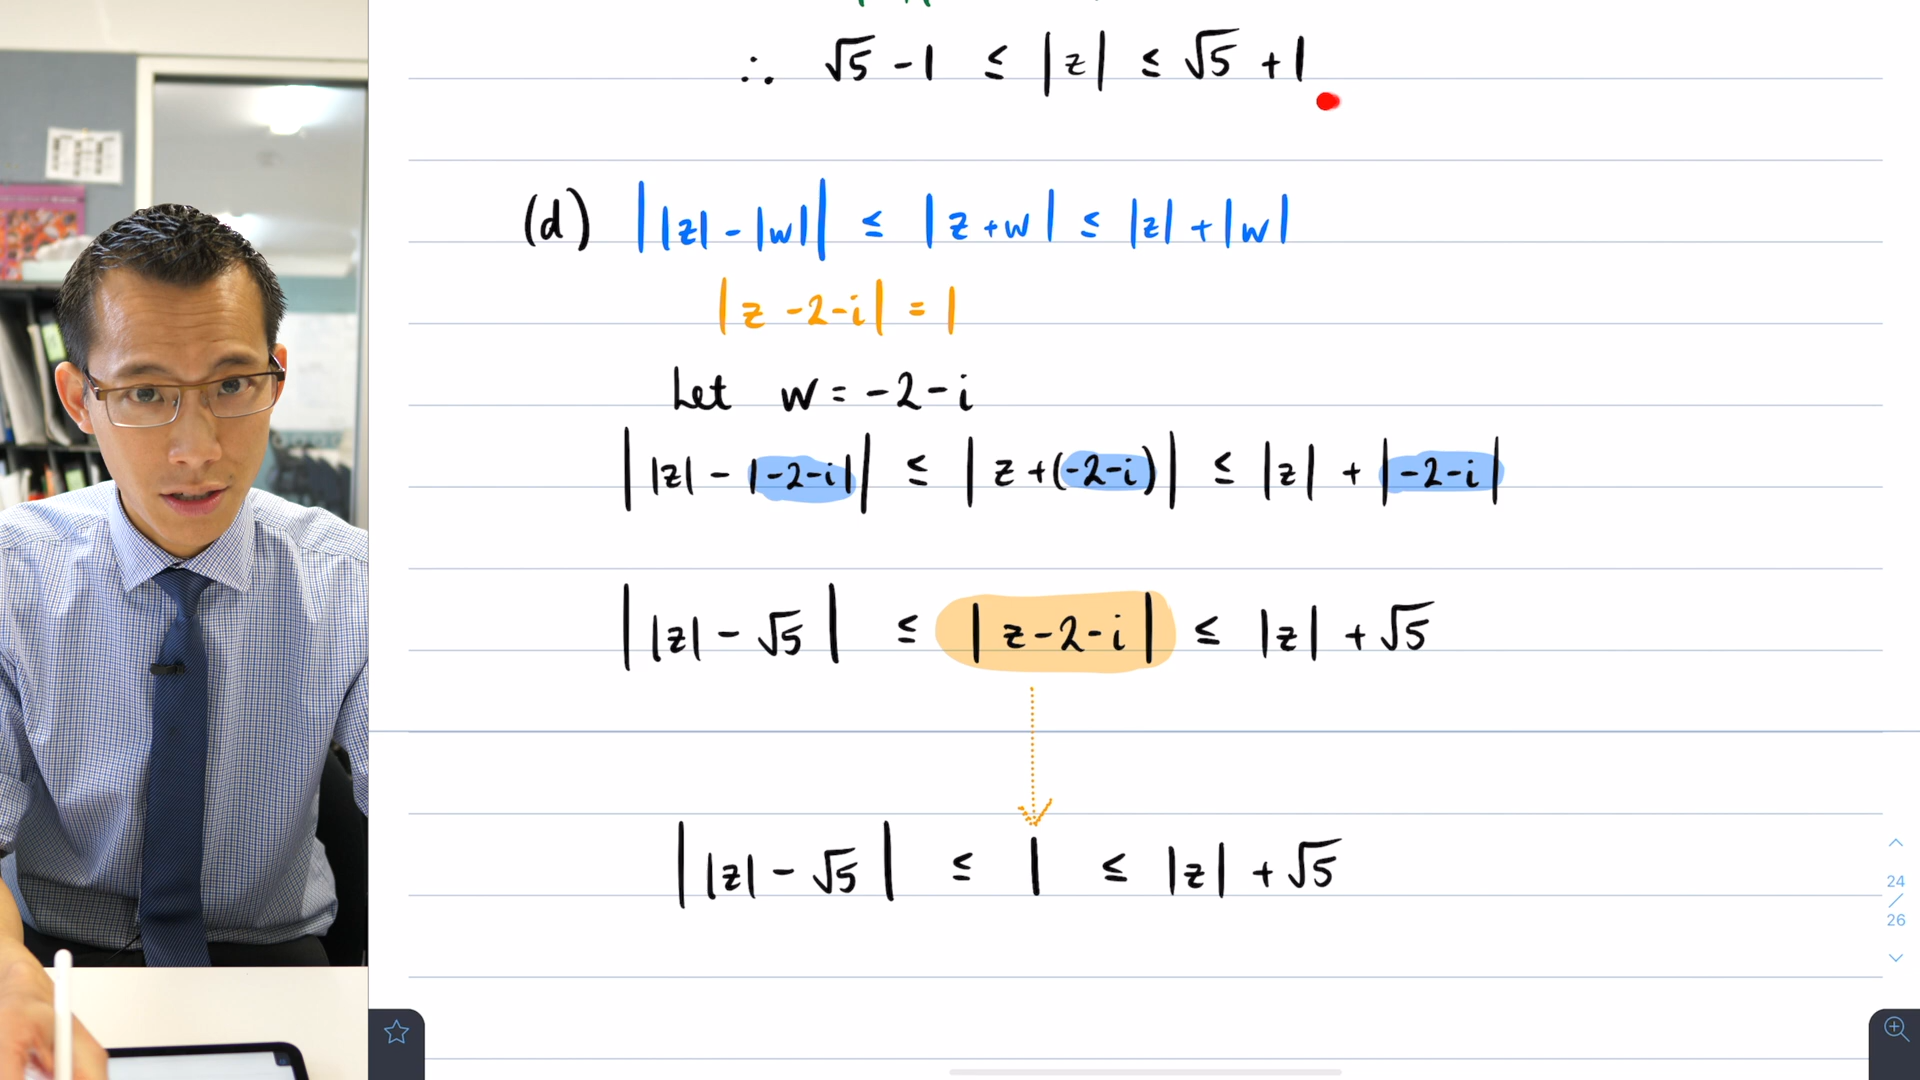 ∴ √5 - 1 ≤ |z| ≤ √5 + 1
(d) ||z| - |w|| ≤ |z + w| ≤ |z| + |w|
|z - 2 - i| = 1
Let w = -2 - i
||z| - |-2-i|| ≤ |z + (-2-i)| ≤ |z| + |-2-i|
||z| - √5| ≤ |z - 2 - i| ≤ |z| + √5
||z| - √5| ≤ 1 ≤ |z| + √5
24
/
26